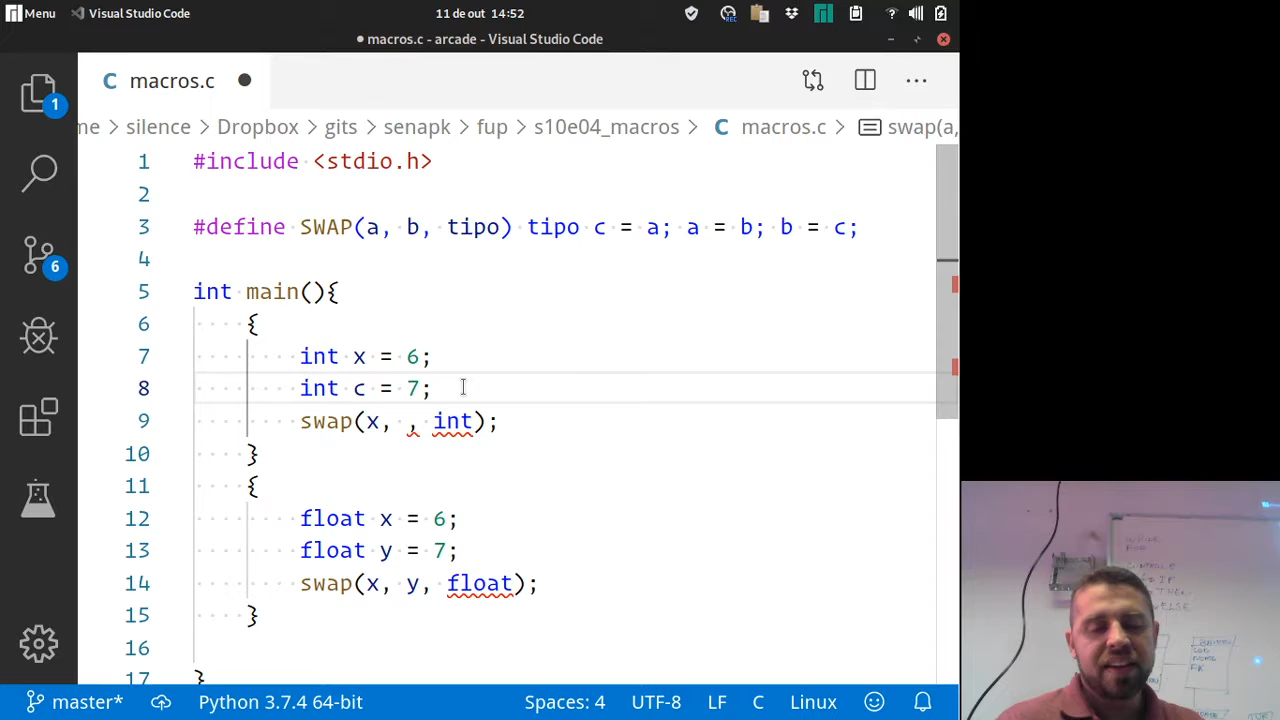 Menu Visual Studio Code 11 de out 14:52
● macros.c - arcade - Visual Studio Code
C macros.c ●
me > silence > Dropbox > gits > senapk > fup > s10e04_macros > C macros.c > swap(a,
1 #include <stdio.h>
2
3 #define SWAP(a, b, tipo) tipo c = a; a = b; b = c;
4
5 int main(){
6 {
7 int x = 6;
8 int c = 7;
9 swap(x, , int);
10 }
11 {
12 float x = 6;
13 float y = 7;
14 swap(x, y, float);
15 }
16
17 }
1
6
master* Python 3.7.4 64-bit Spaces: 4 UTF-8 LF C Linux
REC